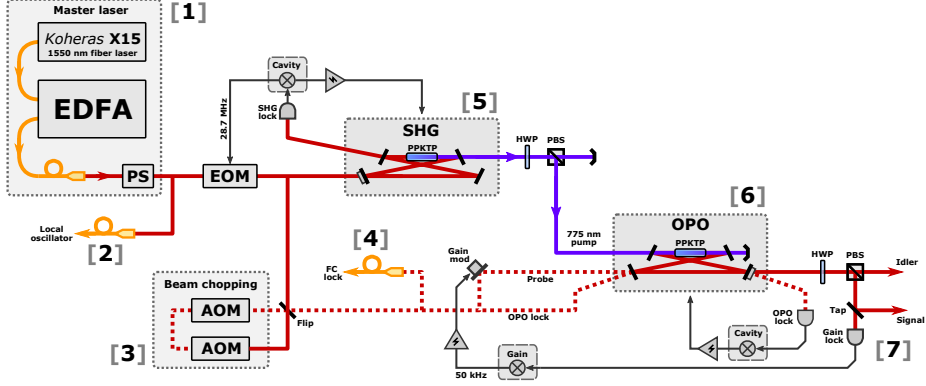 Master laser
[1]
Koheras X15
1550 nm fiber laser
EDFA
PS
28.7 MHz
EOM
Cavity
SHG
lock
[5]
SHG
PPKTP
HWP
PBS
Local
oscillator
[2]
775 nm
pump
[6]
OPO
PPKTP
HWP
PBS
Idler
Tap
Signal
[4]
FC
lock
Gain
mod
Probe
OPO lock
Beam chopping
AOM
AOM
Flip
[3]
OPO
lock
Cavity
Gain
lock
[7]
Gain
50 kHz